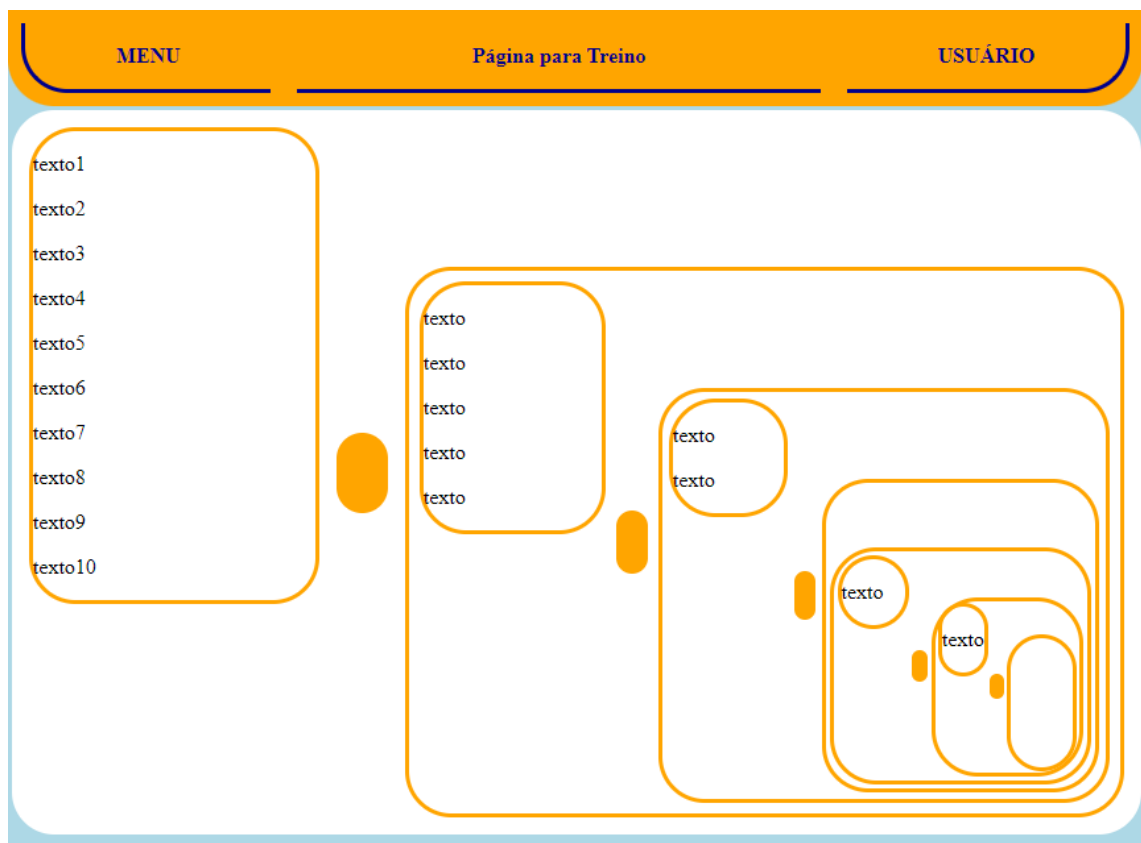 MENU
Página para Treino
USUÁRIO
texto1
texto2
texto3
texto4
texto5
texto6
texto7
texto8
texto9
texto10
texto
texto
texto
texto
texto
texto
texto
texto
texto